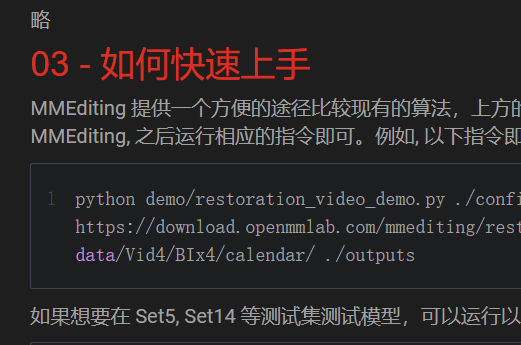 略
03 - 如何快速上手
MMEditing 提供一个方便的途径比较现有的算法，上方的
MMEditing, 之后运行相应的指令即可。例如, 以下指令即
1 python demo/restoration_video_demo.py ./confi
https://download.openmmlab.com/mmediting/rest
data/Vid4/BIx4/calendar/ ./outputs
如果想要在 Set5, Set14 等测试集测试模型，可以运行以